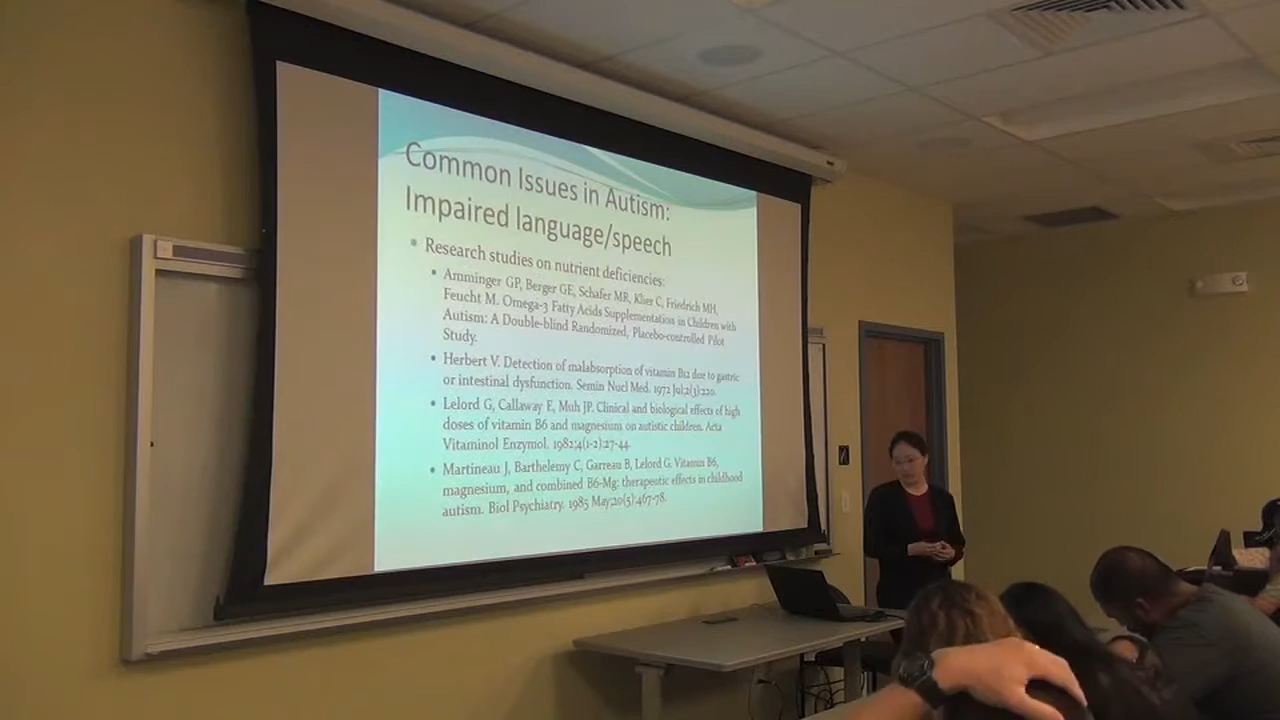 Common Issues in Autism:
Impaired language/speech
• Research studies on nutrient deficiencies:
• Amminger GP, Berger GE, Schafer MR, Klier C, Friedrich MH,
Feucht M. Omega-3 Fatty Acids Supplementation in Children with
Autism: A Double-blind Randomized, Placebo-controlled Pilot
Study.
• Herbert V. Detection of malabsorption of vitamin B12 due to gastric
or intestinal dysfunction. Semin Nucl Med. 1972 Jul;2(3):220.
• Lelord G, Callaway E, Muh JP. Clinical and biological effects of high
doses of vitamin B6 and magnesium on autistic children. Acta
Vitaminol Enzymol. 1982;4(1-2):27-44.
• Martineau J, Barthelemy C, Garreau B, Lelord G. Vitamin B6,
magnesium, and combined B6-Mg: therapeutic effects in childhood
autism. Biol Psychiatry. 1985 May;20(5):467-78.